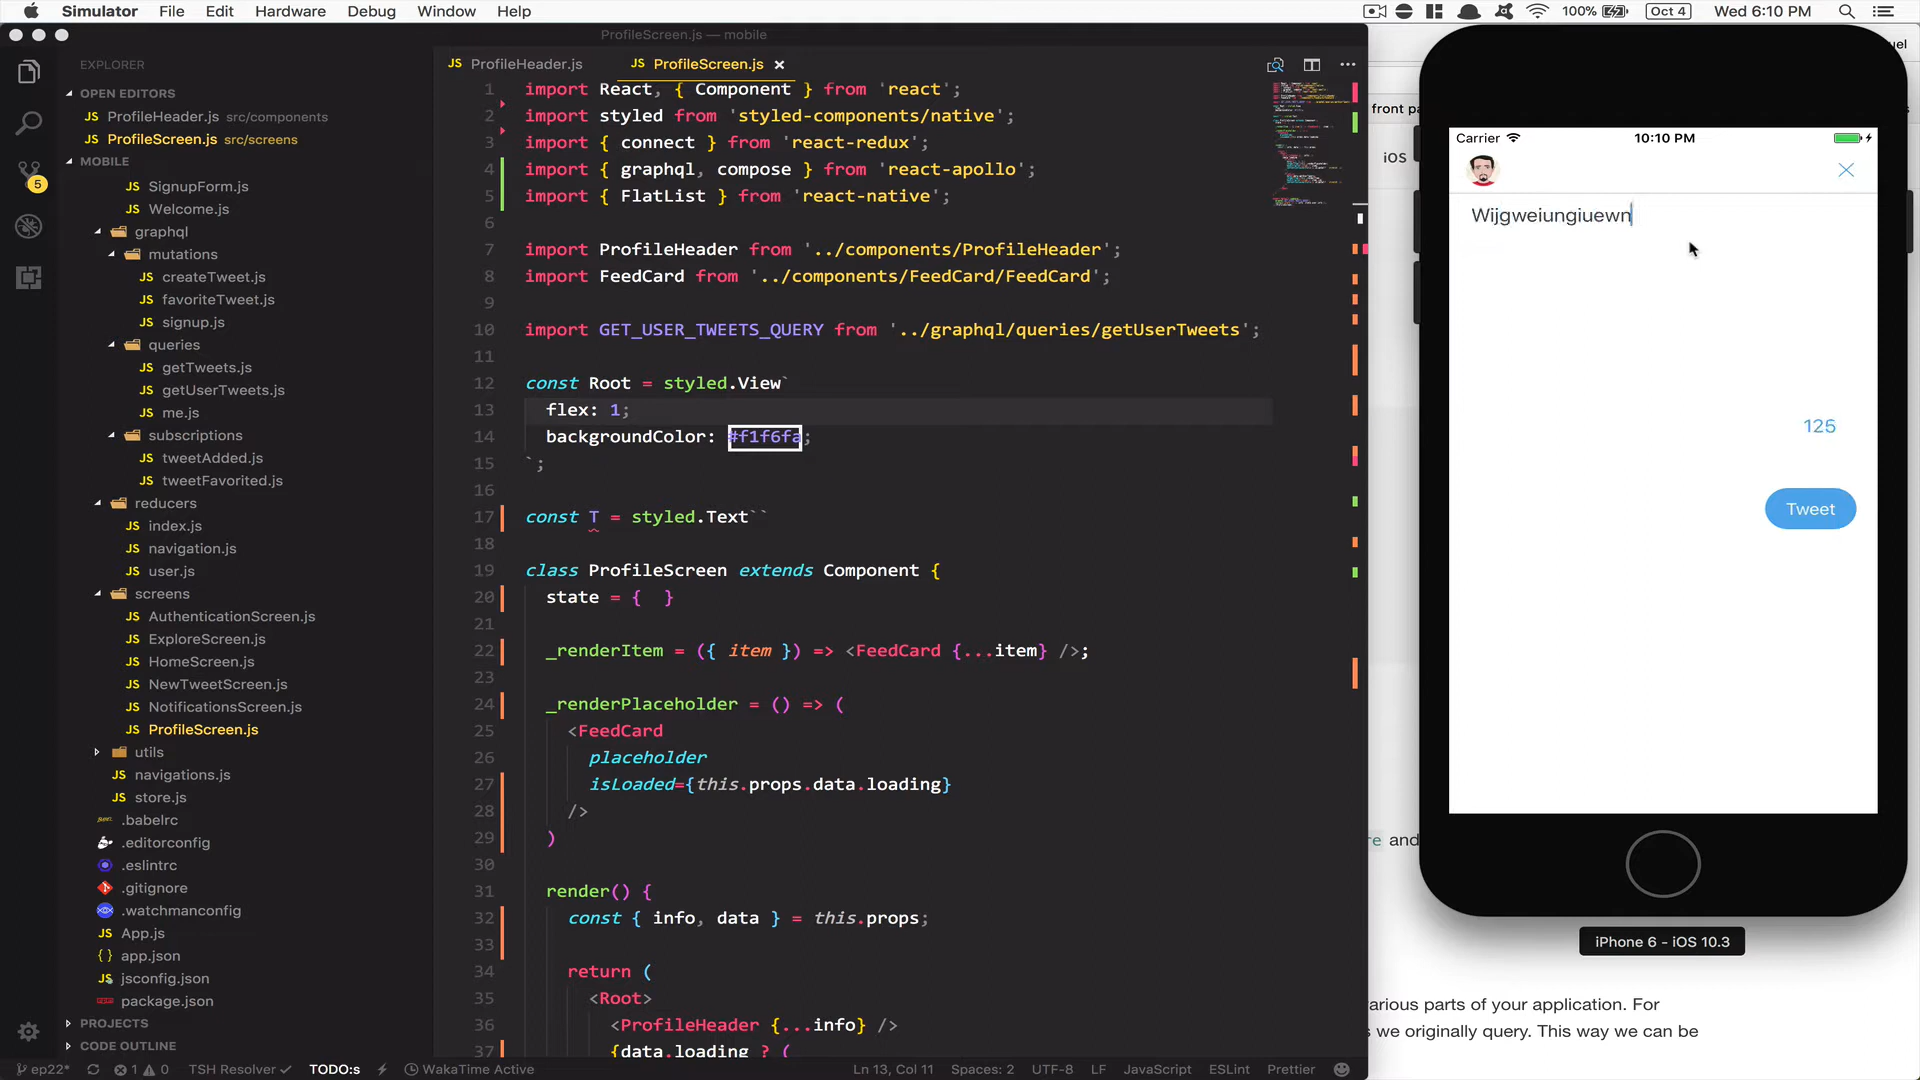 Simulator File Edit Hardware Debug Window Help
100% Oct 4 Wed 6:10 PM
ProfileScreen.js — mobile
EXPLORER
OPEN EDITORS
JS ProfileHeader.js src/components
JS ProfileScreen.js src/screens
MOBILE
JS SignupForm.js
JS Welcome.js
graphql
mutations
JS createTweet.js
JS favoriteTweet.js
JS signup.js
queries
JS getTweets.js
JS getUserTweets.js
JS me.js
subscriptions
JS tweetAdded.js
JS tweetFavorited.js
reducers
JS index.js
JS navigation.js
JS user.js
screens
JS AuthenticationScreen.js
JS ExploreScreen.js
JS HomeScreen.js
JS NewTweetScreen.js
JS NotificationsScreen.js
JS ProfileScreen.js
utils
JS navigations.js
JS store.js
.babelrc
.editorconfig
.eslintrc
.gitignore
.watchmanconfig
JS App.js
{ } app.json
JS jsconfig.json
package.json
PROJECTS
CODE OUTLINE
5
JS ProfileHeader.js JS ProfileScreen.js
1 import React, { Component } from 'react';
2 import styled from 'styled-components/native';
3 import { connect } from 'react-redux';
4 import { graphql, compose } from 'react-apollo';
5 import { FlatList } from 'react-native';
6
7 import ProfileHeader from '../components/ProfileHeader';
8 import FeedCard from '../components/FeedCard/FeedCard';
9
10 import GET_USER_TWEETS_QUERY from '../graphql/queries/getUserTweets';
11
12 const Root = styled.View`
13 flex: 1;
14 backgroundColor: #f1f6fa;
15 `;
16
17 const T = styled.Text``
18
19 class ProfileScreen extends Component {
20 state = {  }
21
22 _renderItem = ({ item }) => <FeedCard {...item} />;
23
24 _renderPlaceholder = () => (
25 <FeedCard
26 placeholder
27 isLoaded={this.props.data.loading}
28 />
29 )
30
31 render() {
32 const { info, data } = this.props;
33
34 return (
35 <Root>
36 <ProfileHeader {...info} />
37 {data.loading ? (
ep22* 1 0 TSH Resolver TODO:s WakaTime Active Ln 13, Col 11 Spaces: 2 UTF-8 LF JavaScript ESLint Prettier
front pa
iOS
Carrier 10:10 PM
Wijgweiungiuewn
125
Tweet
iPhone 6 - iOS 10.3
and
arious parts of your application. For
s we originally query. This way we can be